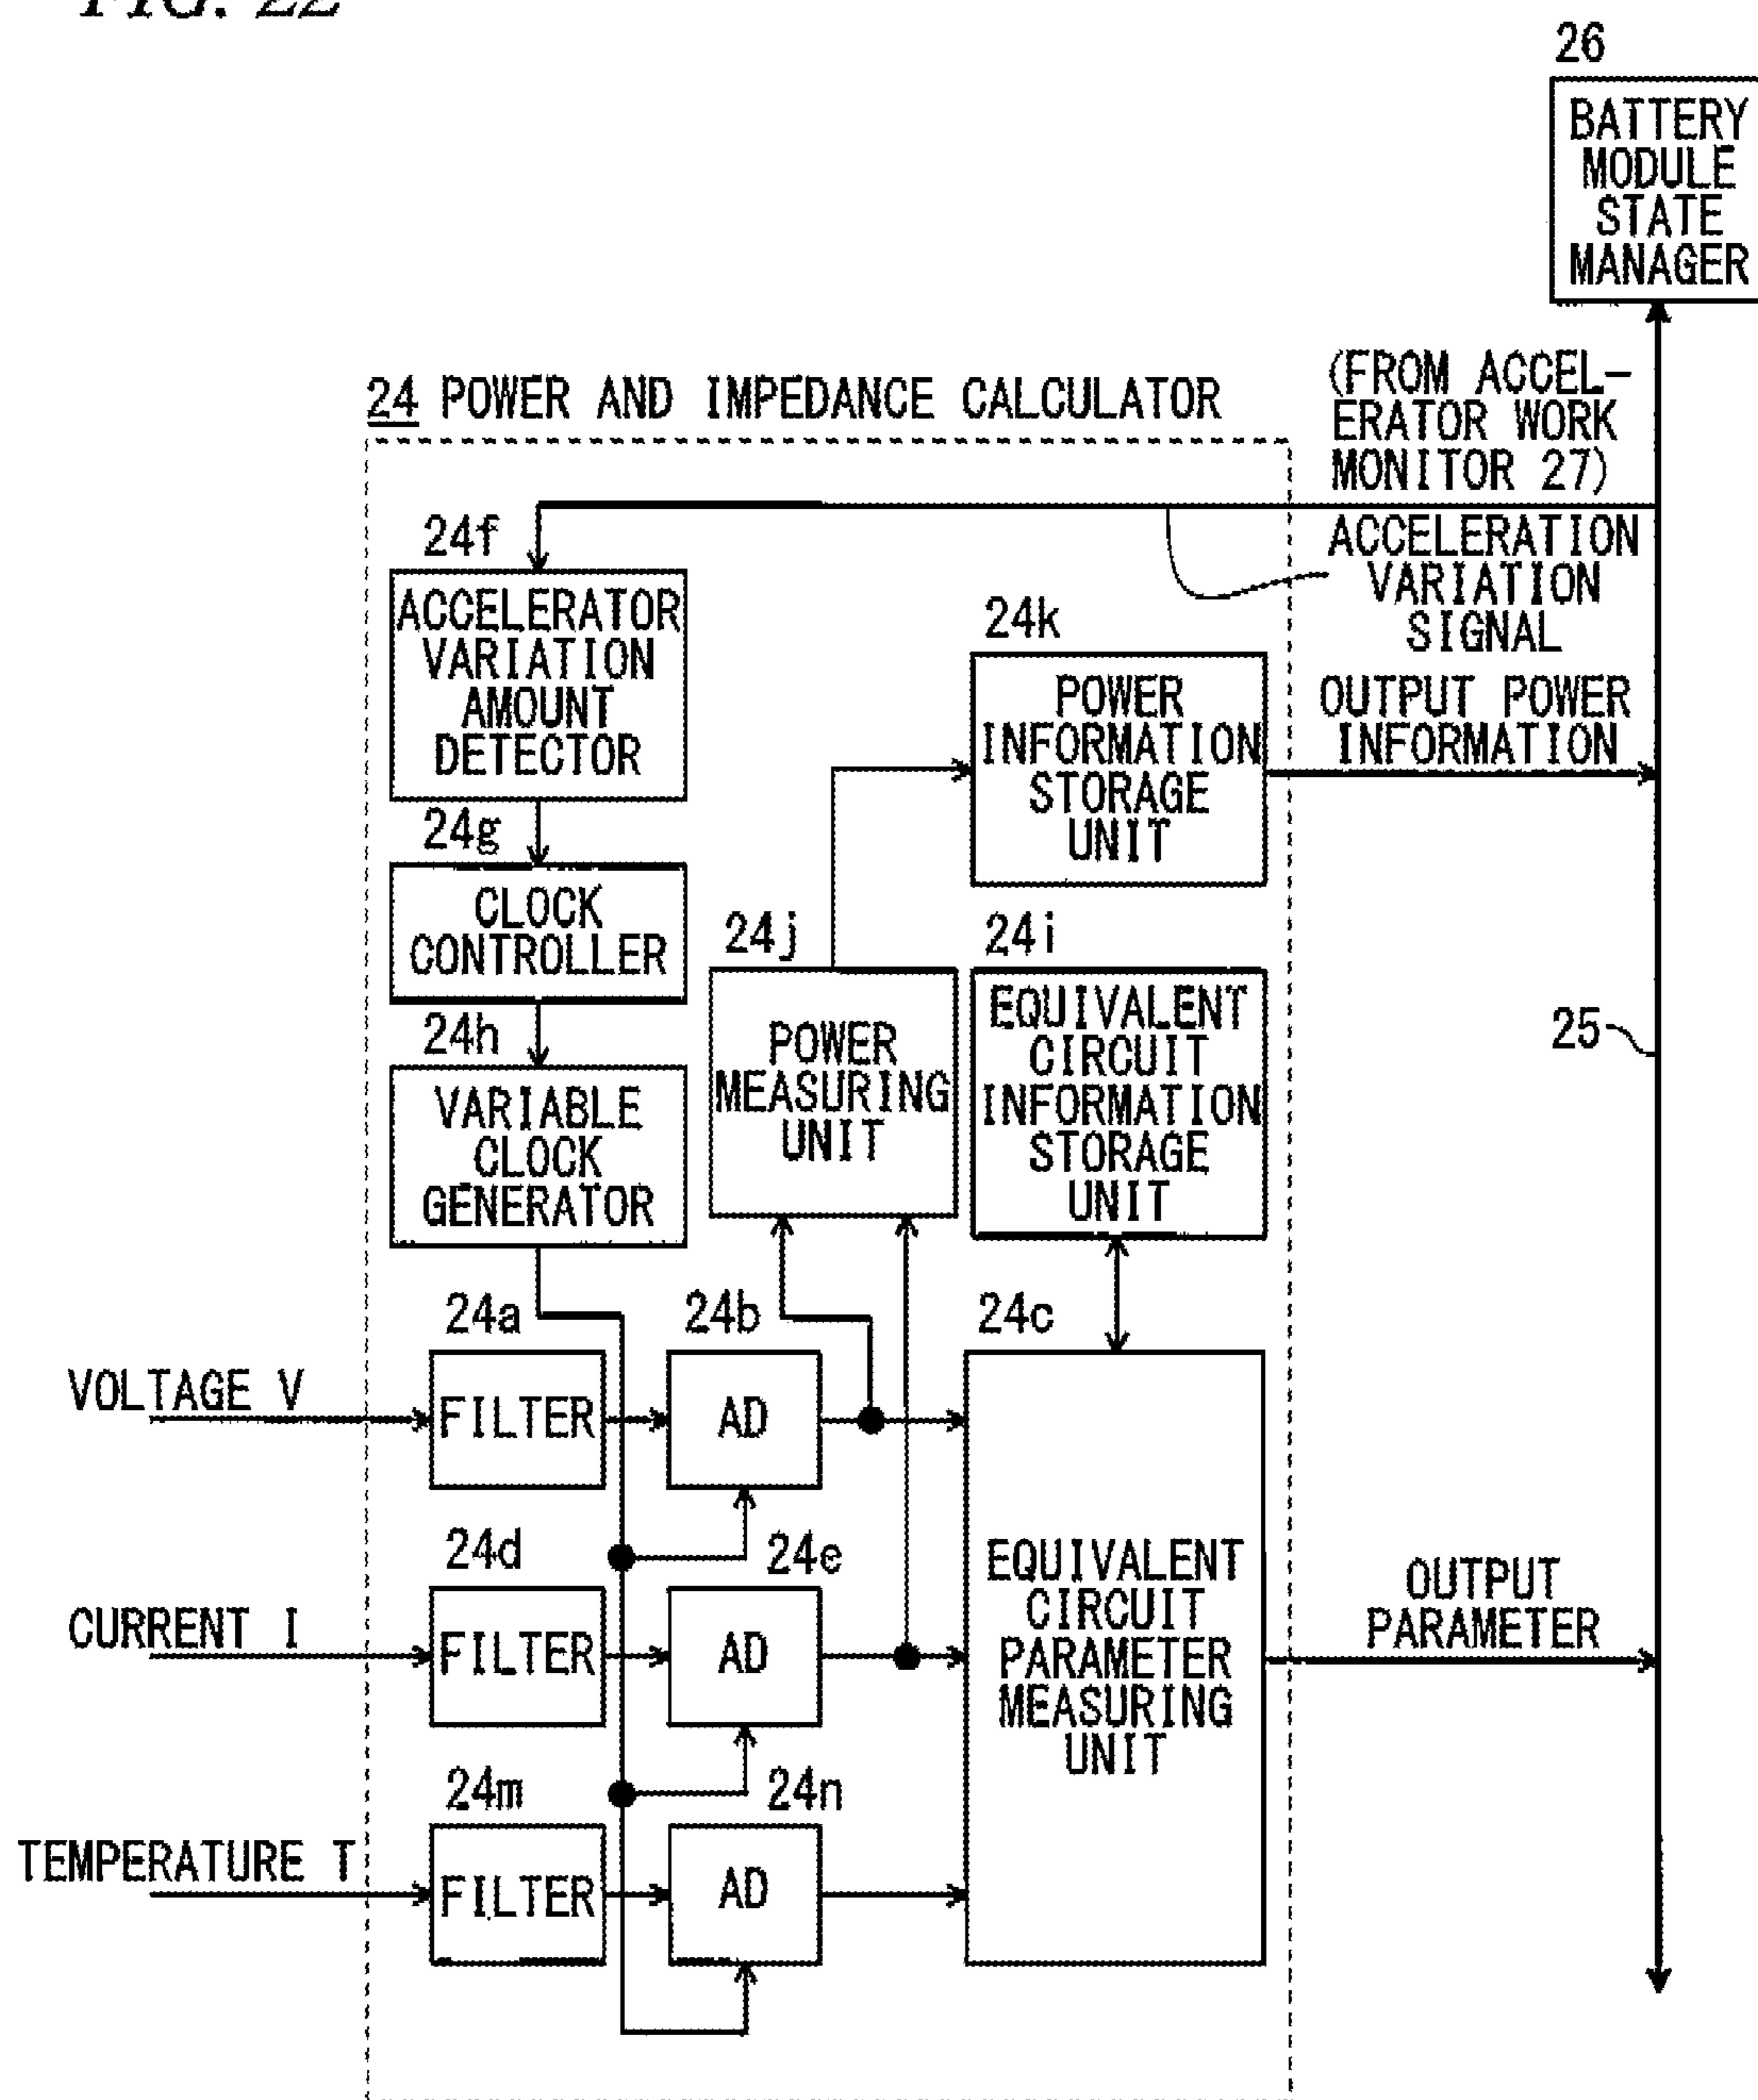 FIG. 22
26
BATTERY
MODULE
STATE
MANAGER
24 POWER AND IMPEDANCE CALCULATOR
(FROM ACCEL-
ERATOR WORK
MONITOR 27)
ACCELERATION
VARIATION
SIGNAL
24f
ACCELERATOR
VARIATION
AMOUNT
DETECTOR
24k
POWER
INFORMATION
STORAGE
UNIT
OUTPUT POWER
INFORMATION
24g
CLOCK
CONTROLLER
24j
POWER
MEASURING
UNIT
24i
EQUIVALENT
CIRCUIT
INFORMATION
STORAGE
UNIT
25
24h
VARIABLE
CLOCK
GENERATOR
24a
24b
24c
VOLTAGE V
FILTER
AD
24d
24e
CURRENT I
FILTER
AD
EQUIVALENT
CIRCUIT
PARAMETER
MEASURING
UNIT
OUTPUT
PARAMETER
24m
24n
TEMPERATURE T
FILTER
AD